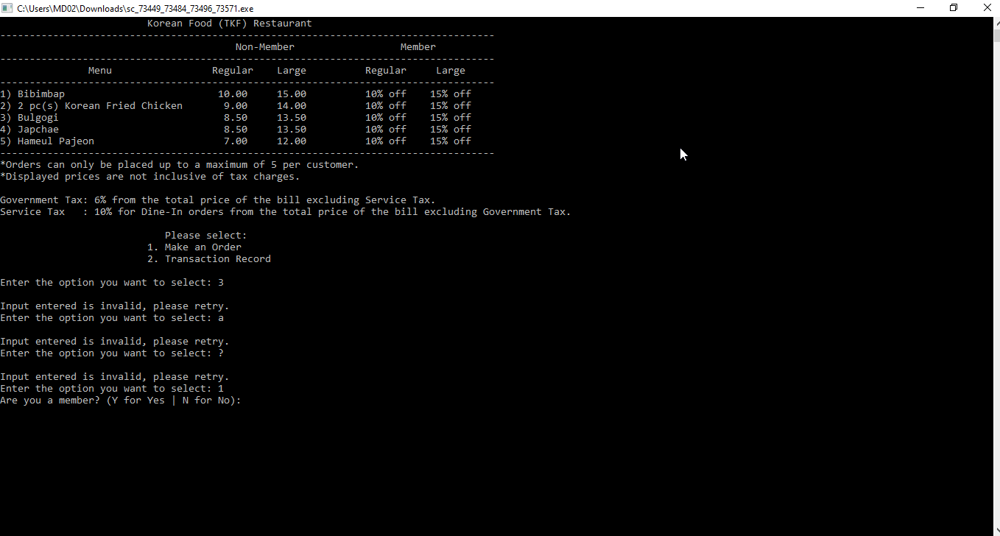 C:\Users\MD02\Downloads\sc_73449_73484_73496_73571.exe
Korean Food (TKF) Restaurant
------------------------------------------------------------------------------------
Non-Member Member
------------------------------------------------------------------------------------
Menu Regular Large Regular Large
------------------------------------------------------------------------------------
1) Bibimbap 10.00 15.00 10% off 15% off
2) 2 pc(s) Korean Fried Chicken 9.00 14.00 10% off 15% off
3) Bulgogi 8.50 13.50 10% off 15% off
4) Japchae 8.50 13.50 10% off 15% off
5) Hameul Pajeon 7.00 12.00 10% off 15% off
------------------------------------------------------------------------------------
*Orders can only be placed up to a maximum of 5 per customer.
*Displayed prices are not inclusive of tax charges.
Government Tax: 6% from the total price of the bill excluding Service Tax.
Service Tax : 10% for Dine-In orders from the total price of the bill excluding Government Tax.
Please select:
1. Make an Order
2. Transaction Record
Enter the option you want to select: 3
Input entered is invalid, please retry.
Enter the option you want to select: a
Input entered is invalid, please retry.
Enter the option you want to select: ?
Input entered is invalid, please retry.
Enter the option you want to select: 1
Are you a member? (Y for Yes | N for No):